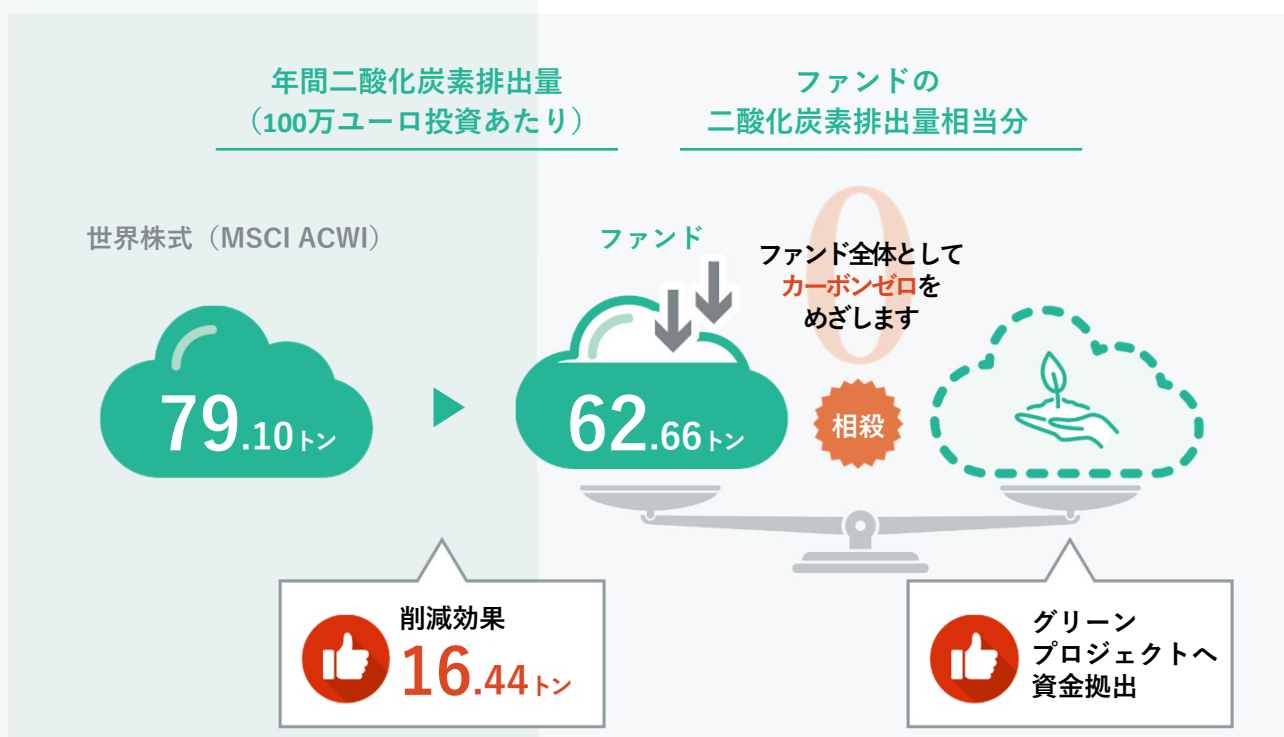 年間二酸化炭素排出量
（100万ユーロ投資あたり）
ファンドの
二酸化炭素排出量相当分
世界株式（MSCI ACWI）
ファンド
0
ファンド全体として
カーボンゼロを
めざします
79.10トン
62.66トン
相殺
削減効果
16.44トン
グリーン
プロジェクトへ
資金拠出